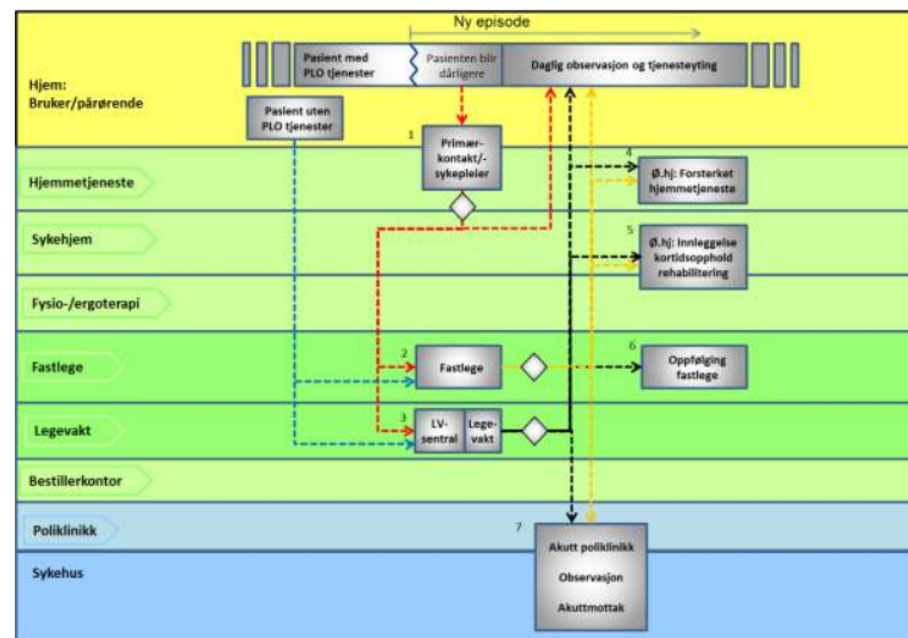 Ny episode
Pasient med
PLO tjenester
Pasienten blir
dårligere
Daglig observasjon og tjenesteyting
Hjem:
Bruker/pårørende
Pasient uten
PLO tjenester
1
Primær-
kontakt/-
sykepleier
Hjemmetjeneste
4
Ø.hj: Forsterket
hjemmetjeneste
Sykehjem
5
Ø.hj: Innleggelse
kortidsopphold
rehabilitering
Fysio-/ergoterapi
Fastlege
2
Fastlege
6
Oppfølging
fastlege
Legevakt
3
LV-
sentral
Lege-
vakt
Bestillerkontor
Poliklinikk
7
Akutt poliklinikk
Observasjon
Akuttmottak
Sykehus